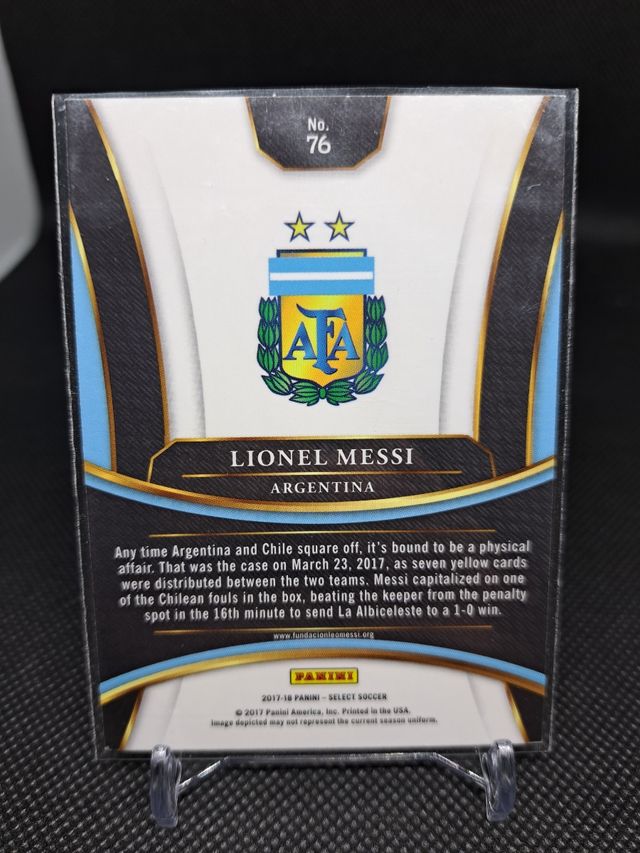 No.
76
AFA
LIONEL MESSI
ARGENTINA
Any time Argentina and Chile square off, it's bound to be a physical
affair. That was the case on March 23, 2017, as seven yellow cards
were distributed between the two teams. Messi capitalized on one
of the Chilean fouls in the box, beating the keeper from the penalty
spot in the 16th minute to send La Albiceleste to a 1-0 win.
www.fundacionleomessi.org
PANINI
2017-18 PANINI – SELECT SOCCER
© 2017 Panini America, Inc. Printed in the USA.
Image depicted may not represent the current season uniform.